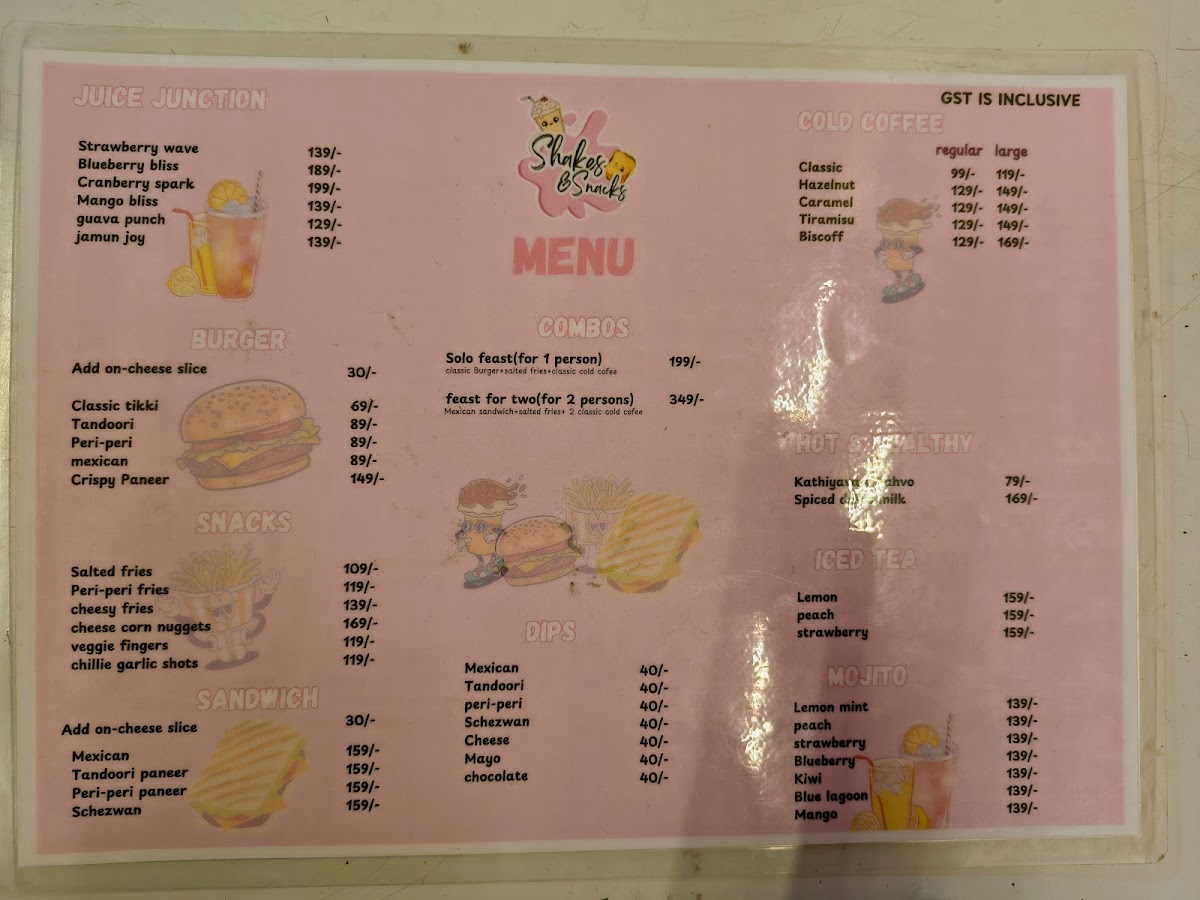 JUICE JUNCTION
Strawberry wave 139/-
Blueberry bliss 189/-
Cranberry spark 199/-
Mango bliss 139/-
guava punch 129/-
jamun joy 139/-
BURGER
Add on-cheese slice 30/-
Classic tikki 69/-
Tandoori 89/-
Peri-peri 89/-
mexican 89/-
Crispy Paneer 149/-
SNACKS
Salted fries 109/-
Peri-peri fries 119/-
cheesy fries 139/-
cheese corn nuggets 169/-
veggie fingers 119/-
chillie garlic shots 119/-
SANDWICH
Add on-cheese slice 30/-
Mexican 159/-
Tandoori paneer 159/-
Peri-peri paneer 159/-
Schezwan 159/-
Shakes
& Snacks
MENU
COMBOS
Solo feast(for 1 person) 199/-
classic Burger+salted fries+classic cold cofee
feast for two(for 2 persons) 349/-
Mexican sandwich+salted fries+ 2 classic cold cofee
DIPS
Mexican 40/-
Tandoori 40/-
peri-peri 40/-
Schezwan 40/-
Cheese 40/-
Mayo 40/-
chocolate 40/-
GST IS INCLUSIVE
COLD COFFEE
regular large
Classic 99/- 119/-
Hazelnut 129/- 149/-
Caramel 129/- 149/-
Tiramisu 129/- 149/-
Biscoff 129/- 169/-
HOT & HEALTHY
79/-
Spiced milk 169/-
ICED TEA
Lemon 159/-
peach 159/-
strawberry 159/-
MOJITO
Lemon mint 139/-
peach 139/-
strawberry 139/-
Blueberry 139/-
Kiwi 139/-
Blue lagoon 139/-
Mango 139/-